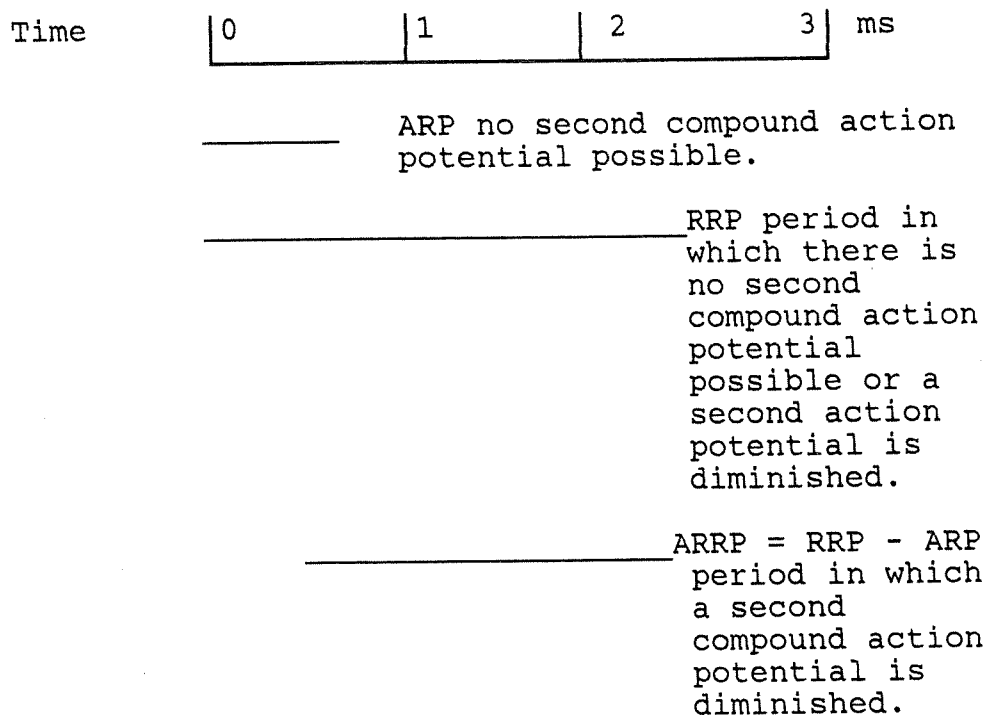 Time 0 1 2 3 ms
ARP no second compound action
potential possible.
RRP period in
which there is
no second
compound action
potential
possible or a
second action
potential is
diminished.
ARRP = RRP - ARP
period in which
a second
compound action
potential is
diminished.